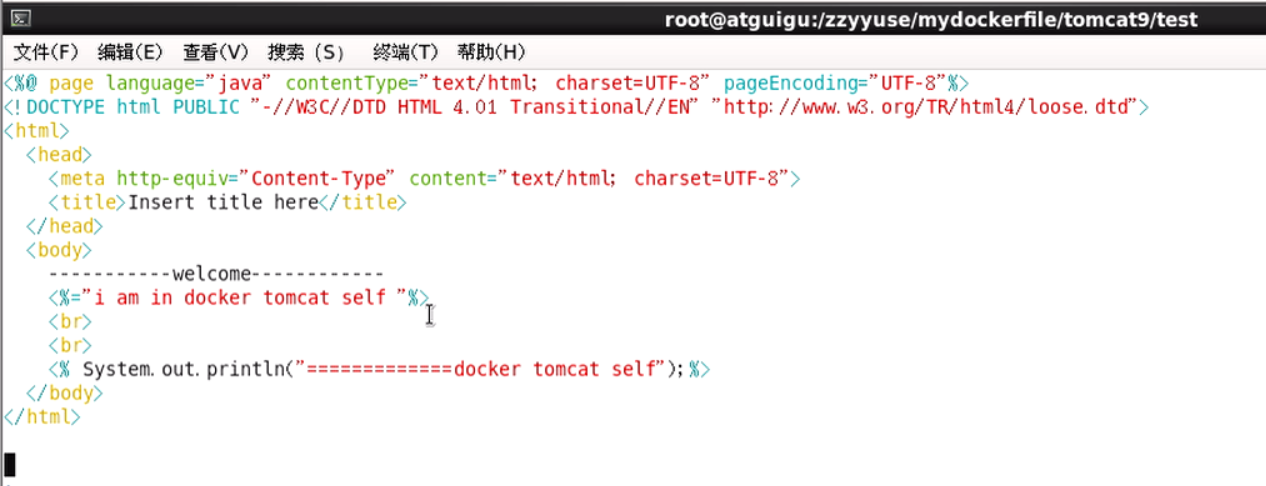 root@atguigu:/zzyyuse/mydockerfile/tomcat9/test
文件(F) 编辑(E) 查看(V) 搜索 (S) 终端(T) 帮助(H)
<%@ page language="java" contentType="text/html; charset=UTF-8" pageEncoding="UTF-8"%>
<!DOCTYPE html PUBLIC "-//W3C//DTD HTML 4.01 Transitional//EN" "http://www.w3.org/TR/html4/loose.dtd">
<html>
  <head>
    <meta http-equiv="Content-Type" content="text/html; charset=UTF-8">
    <title>Insert title here</title>
  </head>
  <body>
    -----------welcome------------
    <%="i am in docker tomcat self "%>
    <br>
    <br>
    <% System.out.println("=============docker tomcat self");%>
  </body>
</html>